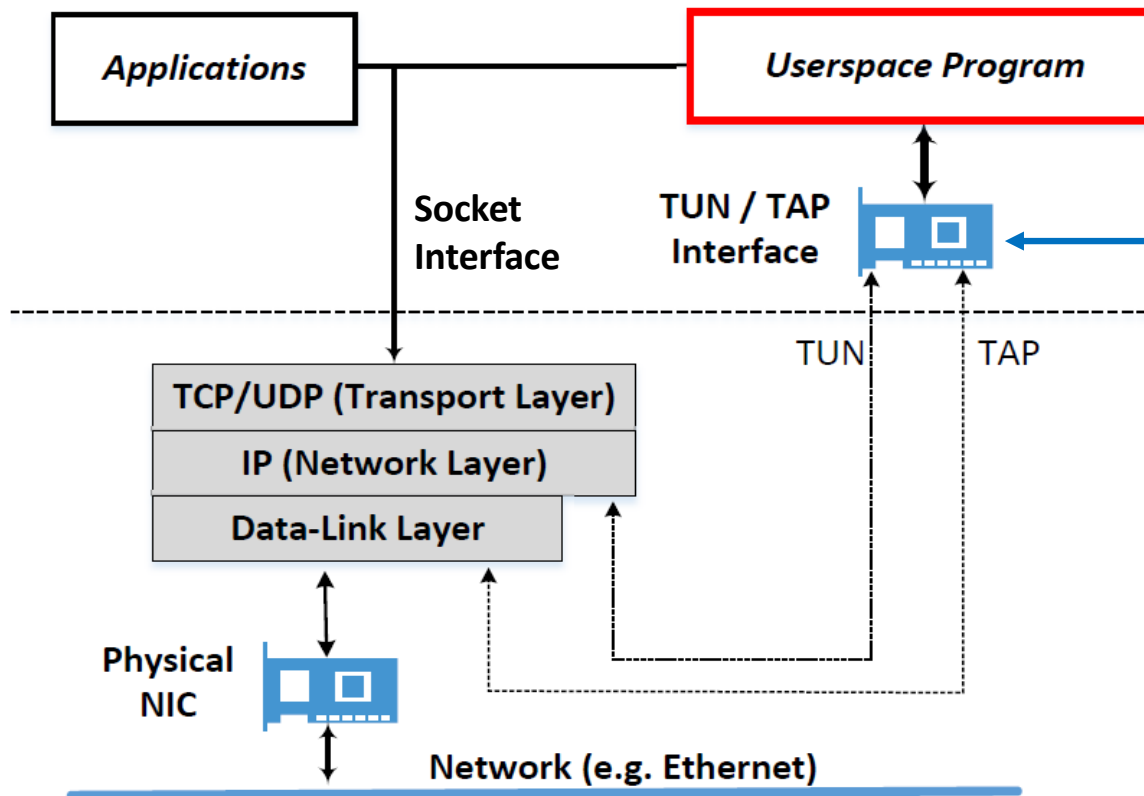 Applications
Userspace Program
Socket
Interface
TUN / TAP
Interface
TUN
TAP
TCP/UDP (Transport Layer)
IP (Network Layer)
Data-Link Layer
Physical
NIC
Network (e.g. Ethernet)